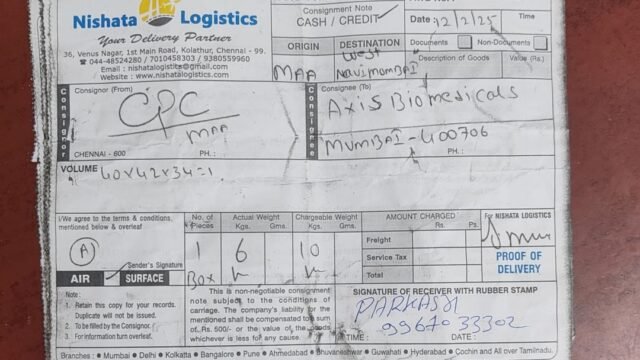 Nishata Logistics
Your Delivery Partner
36, Venus Nagar, 1st Main Road, Kolathur, Chennai - 99.
☎ 044-48524280 / 7010458303 / 9380559960
Email : nishatalogistics@gmail.com
Website : www.nishatalogistics.com
Consignment Note
CASH / CREDIT
Date : 12/2/25
Time
ORIGIN DESTINATION
Documents Non-Documents
MAA
West
Navi mumbai
Description of Goods Value (Rs.)
Consignor
Consignor (From)
CPC
MAA
CHENNAI - 600 PH. :
Consignee
Consignee (To)
Axis Biomedicals
MUMBAI - 400706
PH. :
VOLUME
40x42x34=1
I/We agree to the terms & conditions,
mentioned below & overleaf
Sender's Signature
AIR SURFACE
No. of Pieces
Actual Weight
Kgs. Gms.
Chargeable Weight
Kgs. Gms.
1 6 10
BOX
AMOUNT CHARGED
Rs. Ps.
Freight
Service Tax
Total
For NISHATA LOGISTICS
PROOF OF
DELIVERY
Note :
1. Retain this copy for your records.
Duplicate will not be issued.
2. To be filled by the Consignor.
3. For information turn overleaf.
This is non-negotiable consignment
note subject to the conditions of
carriage. The company's liability for the
mentioned shall be compensated to a sum
of, Rs. 500/- or the value of the goods
whichever is less for any cause.
SIGNATURE OF RECEIVER WITH RUBBER STAMP
9967033302
TIME : DATE :
Branches : Mumbai Delhi Kolkatta Bangalore Pune Ahmedabad Bhuvaneshwar Guwahati Hyderabad Cochin and All over Tamilnadu.